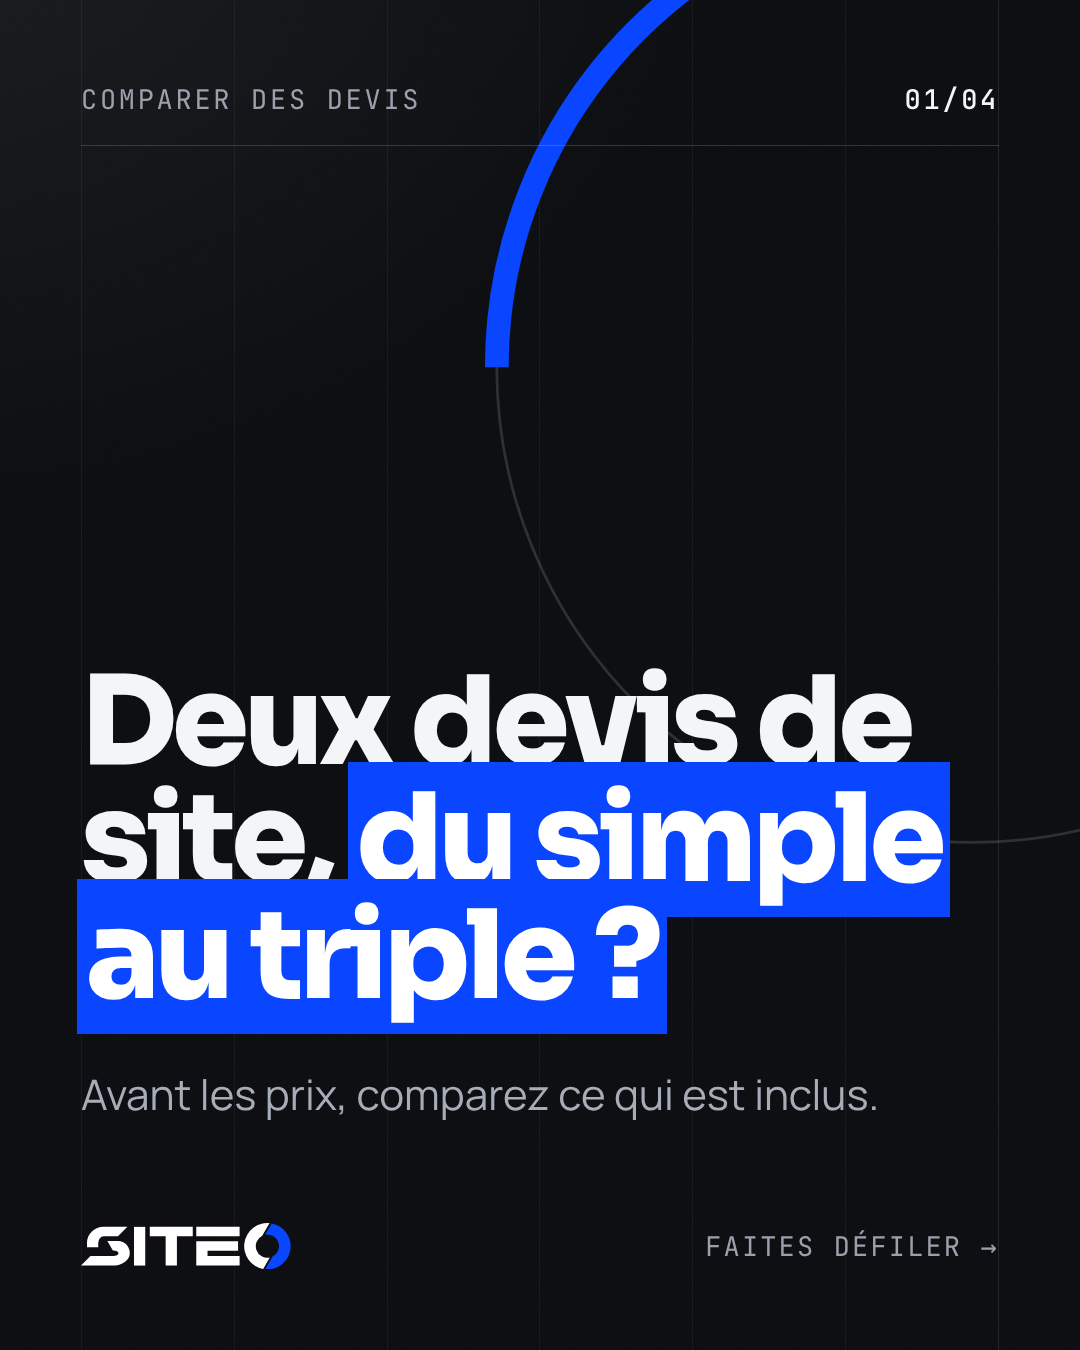 COMPARER DES DEVIS
01/04
Deux devis de
site, du simple
au triple ?
Avant les prix, comparez ce qui est inclus.
SITEO
FAITES DÉFILER →